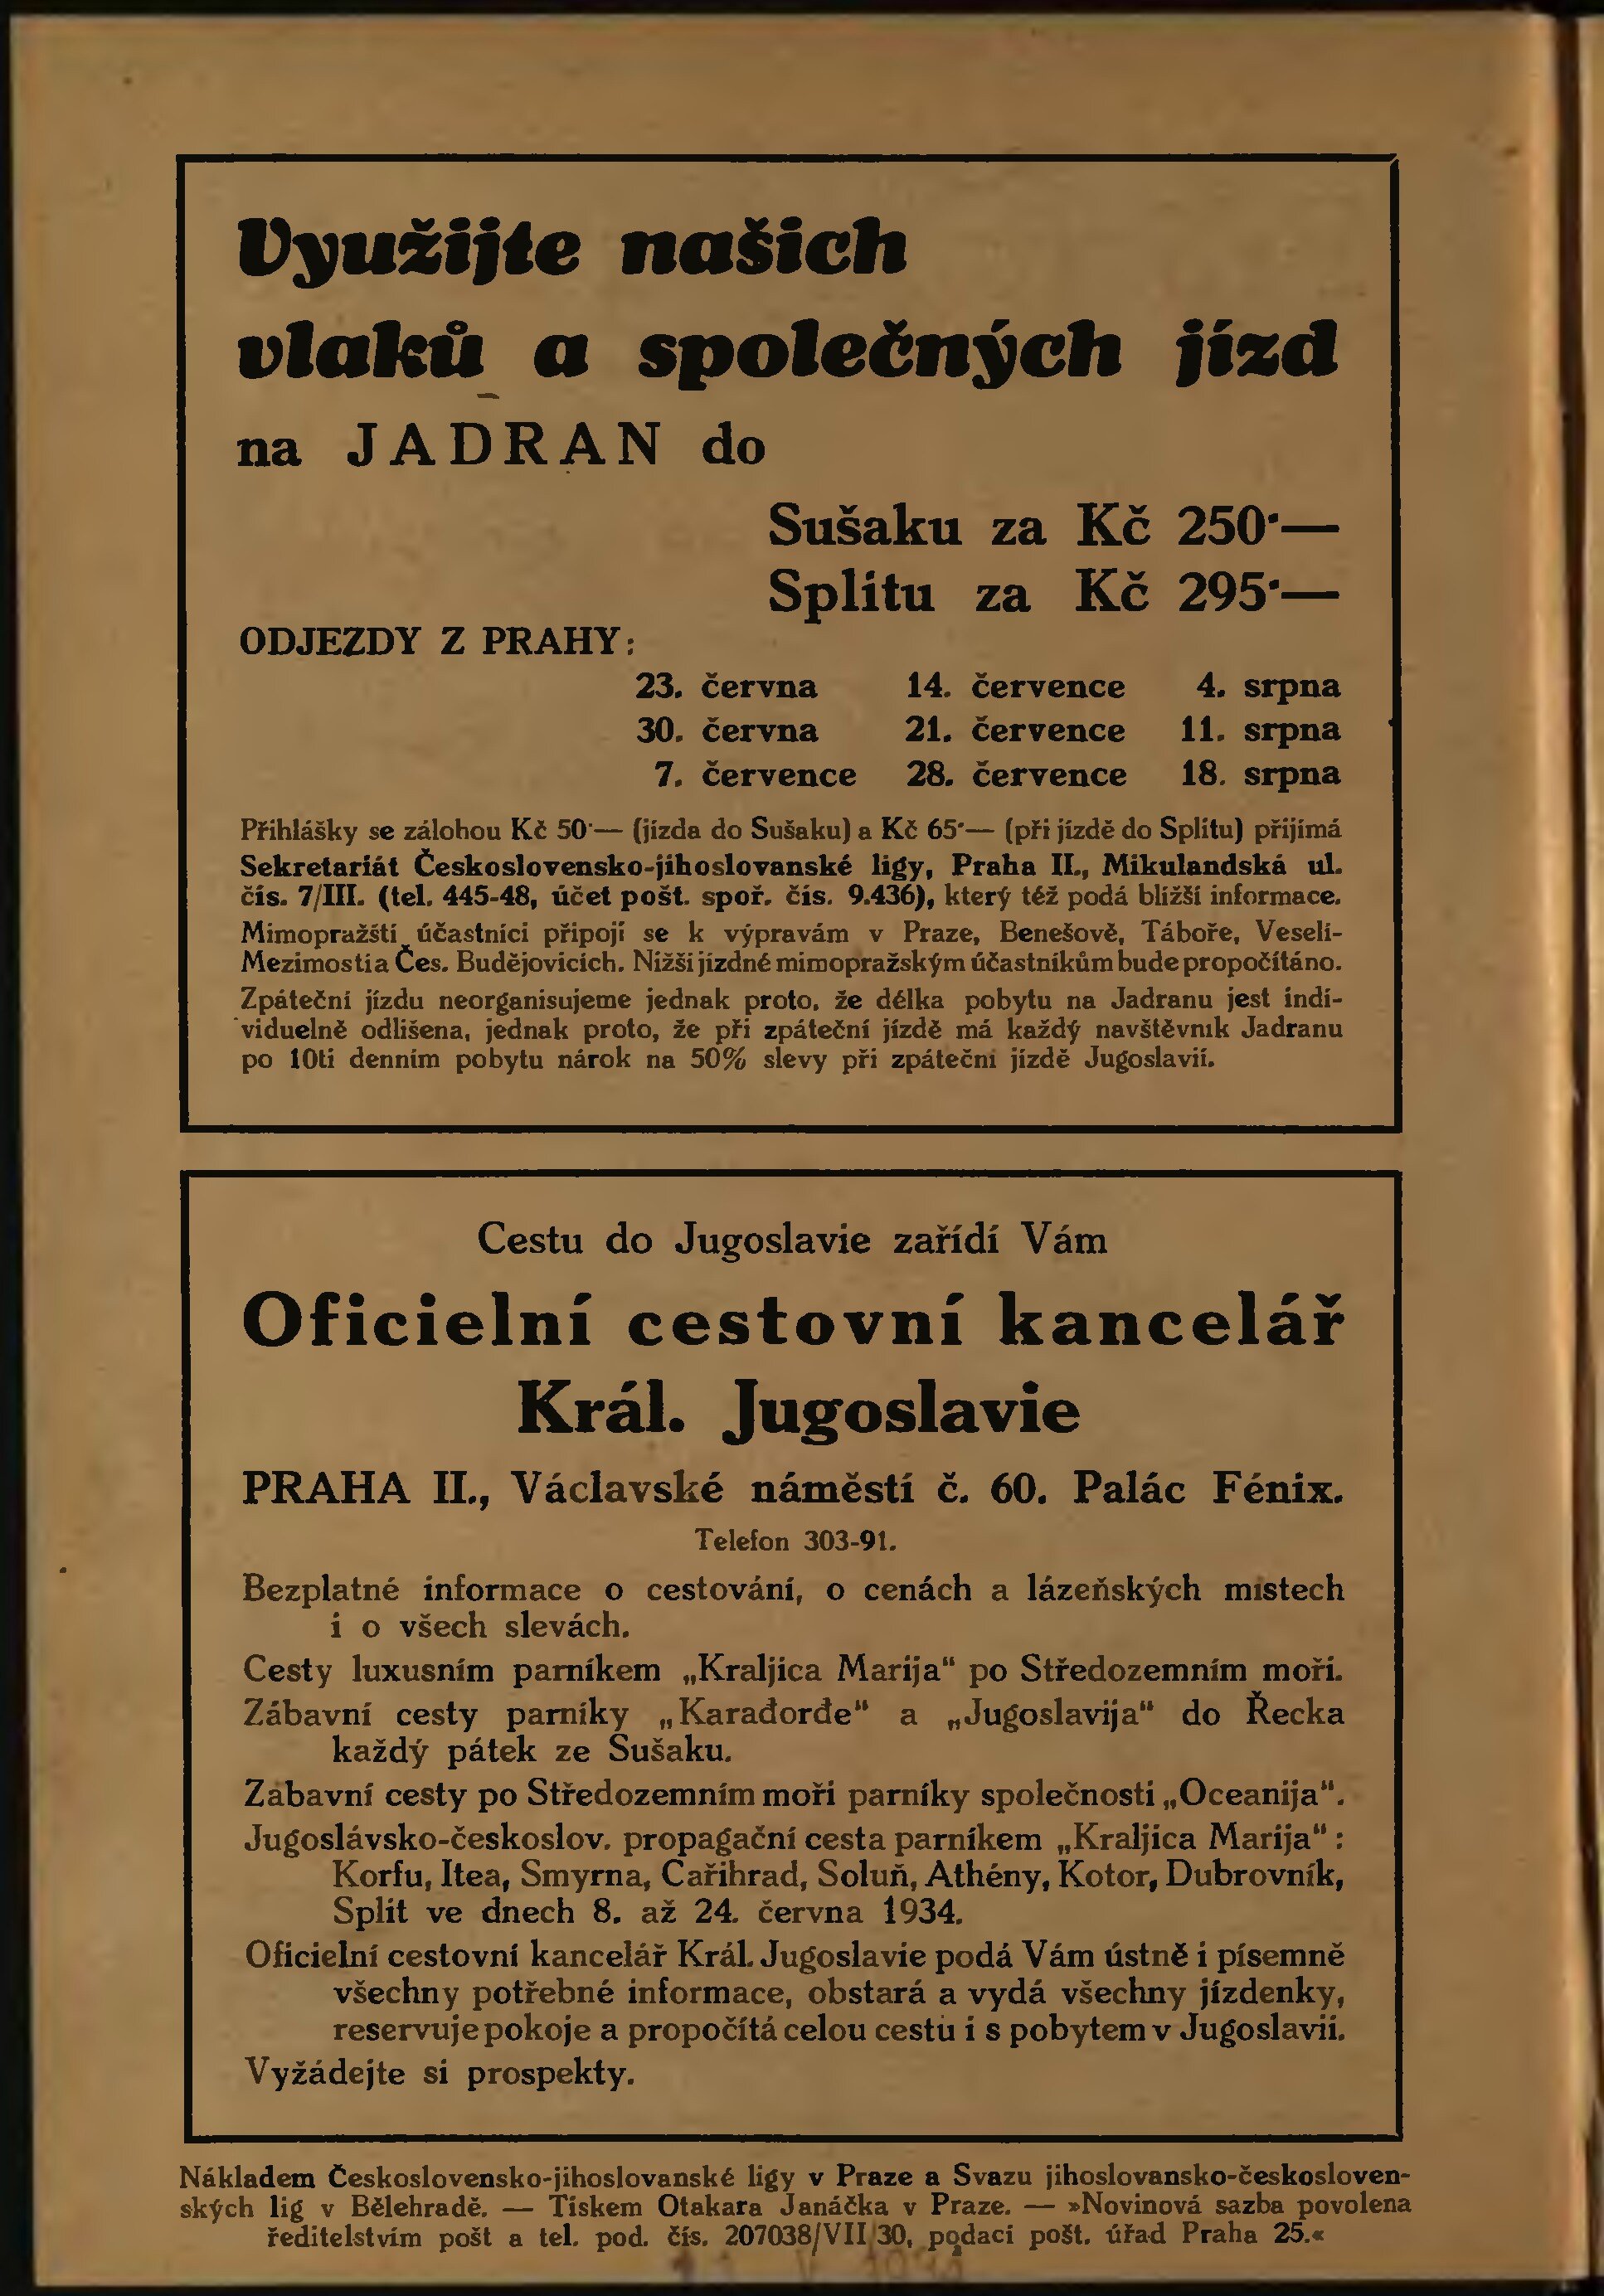 Využijte našich
vlaků a společných jízd
na JADRAN do
Sušaku za Kč 250·—
Splitu za Kč 295·—
ODJEZDY Z PRAHY:
23. června 14. července 4. srpna
30. června 21. července 11. srpna
7. července 28. července 18. srpna
Přihlášky se zálohou Kč 50·— (jízda do Sušaku) a Kč 65·— (při jízdě do Splitu) přijímá
Sekretariát Československo-jihoslovanské ligy, Praha II., Mikulandská ul.
čís. 7/III. (tel. 445-48, účet pošt. spoř. čís. 9.436), který též podá bližší informace.
Mimopražští účastníci připojí se k výpravám v Praze, Benešově, Táboře, Veselí-
Mezimostí a Čes. Budějovicích. Nižší jízdné mimopražským účastníkům bude propočítáno.
Zpáteční jízdu neorganisujeme jednak proto, že délka pobytu na Jadranu jest indi-
viduelně odlišena, jednak proto, že při zpáteční jízdě má každý navštěvník Jadranu
po 10ti denním pobytu nárok na 50% slevy při zpáteční jízdě Jugoslavií.
Cestu do Jugoslavie zařídí Vám
Oficielní cestovní kancelář
Král. Jugoslavie
PRAHA II., Václavské náměstí č. 60. Palác Fénix.
Telefon 303-91.
Bezplatné informace o cestování, o cenách a lázeňských místech
i o všech slevách.
Cesty luxusním parníkem „Kraljica Marija“ po Středozemním moři.
Zábavní cesty parníky „Karađorđe“ a „Jugoslavija“ do Řecka
každý pátek ze Sušaku.
Zábavní cesty po Středozemním moři parníky společnosti „Oceanija“.
Jugoslávsko-českoslov. propagační cesta parníkem „Kraljica Marija“:
Korfu, Itea, Smyrna, Cařihrad, Soluň, Athény, Kotor, Dubrovník,
Split ve dnech 8. až 24. června 1934.
Oficielní cestovní kancelář Král. Jugoslavie podá Vám ústně i písemně
všechny potřebné informace, obstará a vydá všechny jízdenky,
reservuje pokoje a propočítá celou cestu i s pobytem v Jugoslavii.
Vyžádejte si prospekty.
Nákladem Československo-jihoslovanské ligy v Praze a Svazu jihoslovansko-českosloven-
ských lig v Bělehradě. — Tiskem Otakara Janáčka v Praze. — »Novinová sazba povolena
ředitelstvím pošt a tel. pod. čís. 207038/VII/30, podací pošt. úřad Praha 25.«